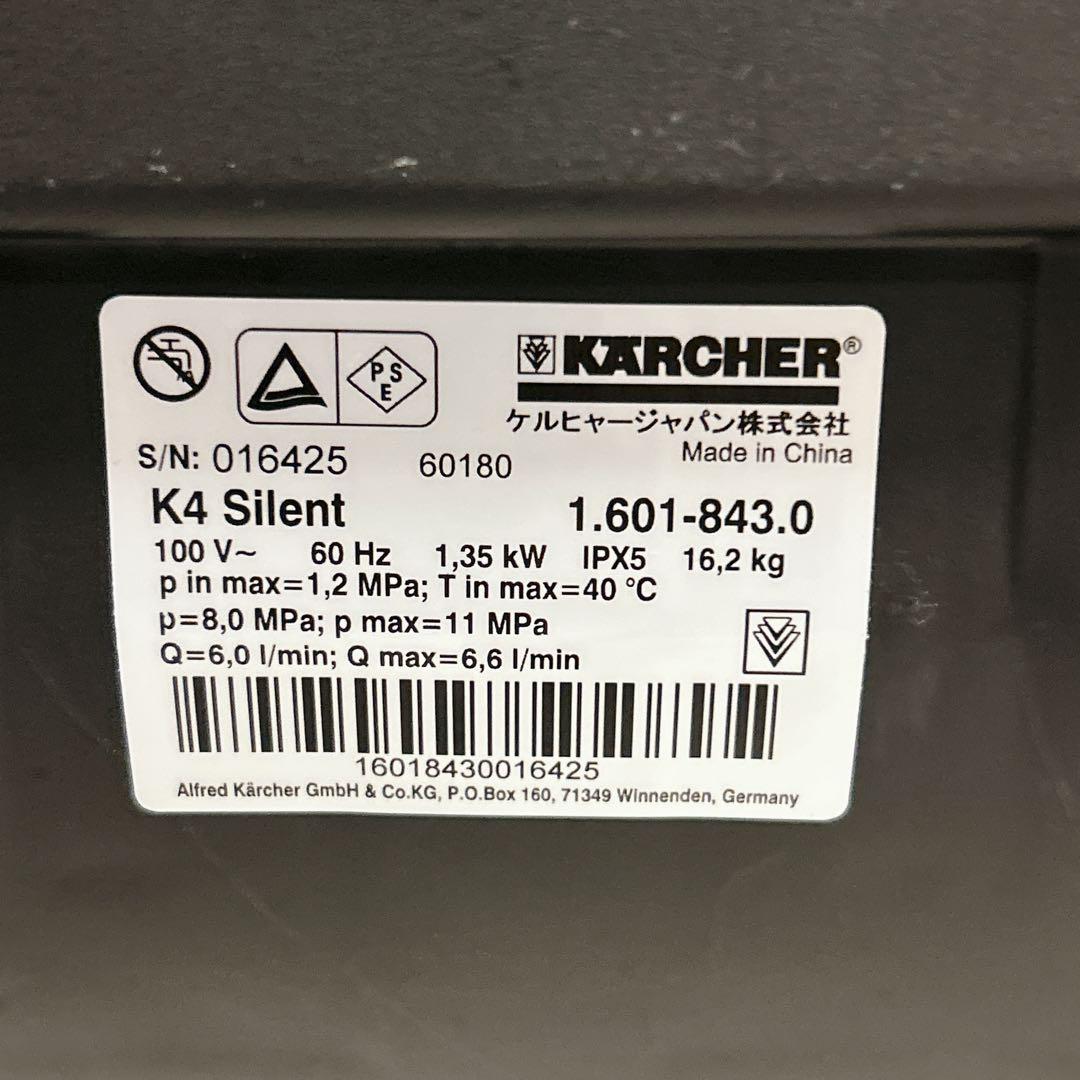 KÄRCHER®
PS
E
ケルヒャージャパン株式会社
S/N: 016425 60180 Made in China
K4 Silent 1.601-843.0
100 V~ 60 Hz 1,35 kW IPX5 16,2 kg
p in max=1,2 MPa; T in max=40 °C
p=8,0 MPa; p max=11 MPa
Q=6,0 l/min; Q max=6,6 l/min
16018430016425
Alfred Kärcher GmbH & Co.KG, P.O.Box 160, 71349 Winnenden, Germany